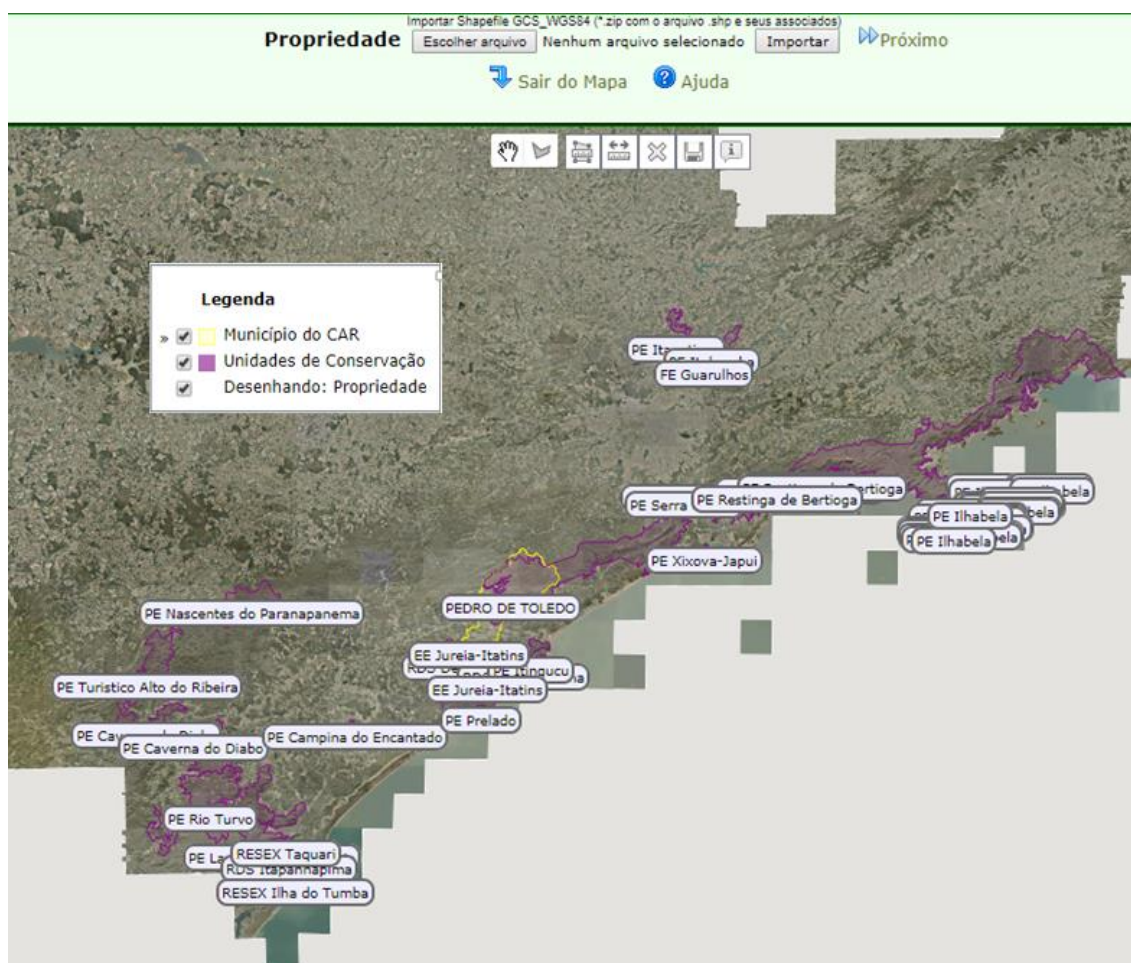 Importar Shapefile GCS_WGS84 (*.zip com o arquivo .shp e seus associados)
Propriedade Escolher arquivo Nenhum arquivo selecionado Importar Próximo
Sair do Mapa Ajuda
Legenda
» Município do CAR
Unidades de Conservação
Desenhando: Propriedade
PE
FE Guarulhos
PE Serra
PE Restinga de Bertioga
Bertioga
PE Ilhabela
PE Ilhabela
PE Xixova-Japui
PEDRO DE TOLEDO
PE Nascentes do Paranapanema
EE Jureia-Itatins
PE Itinguçu
EE Jureia-Itatins
PE Turistico Alto do Ribeira
PE Prelado
PE
PE Caverna do Diabo
PE Campina do Encantado
PE Rio Turvo
PE
RESEX Taquari
RDS Itapanhapima
RESEX Ilha do Tumba